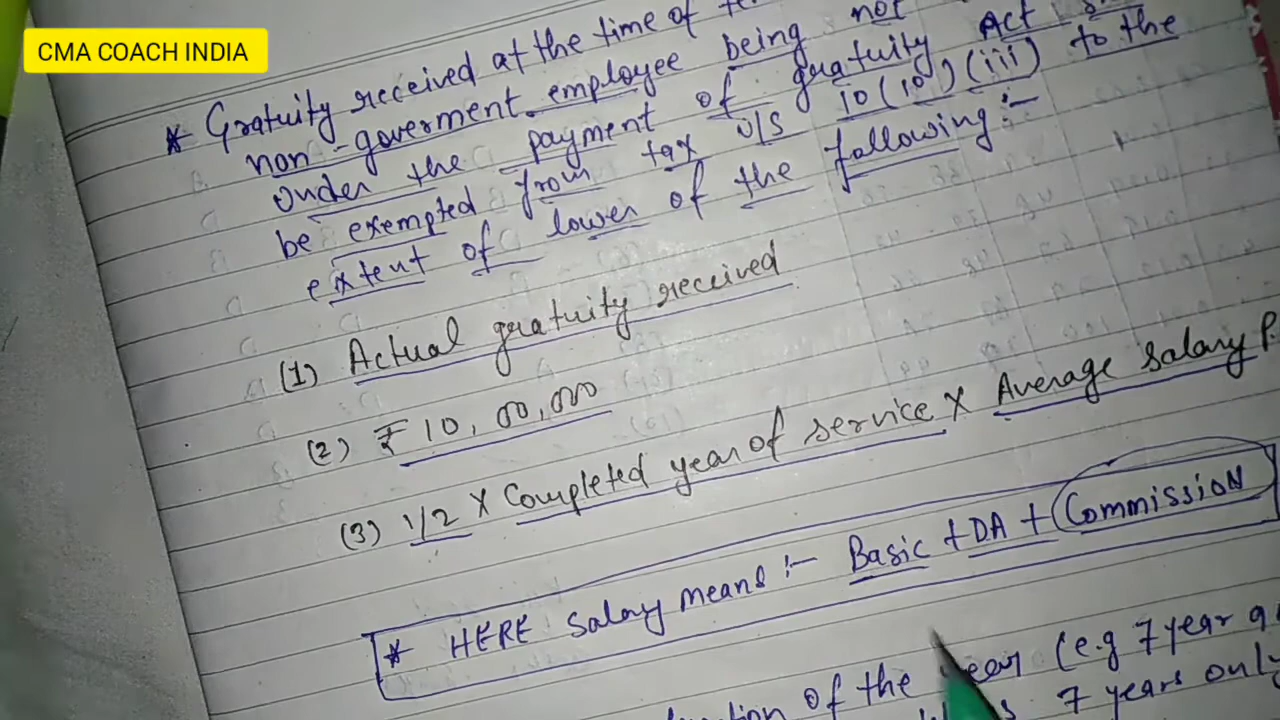 CMA COACH INDIA
* Gratuity received at the time of
non-goverment employee being not
under the payment of gratuity Act
be exempted from tax U/S 10(10)(iii) to the
extent of lower of the following :-
(1) Actual gratuity received
(2) ₹ 10,00,000
(3) 1/2 X Completed year of service X Average salary P.
* HERE salary means :- Basic + DA + Commission
of the year (e.g 7 year
7 years only